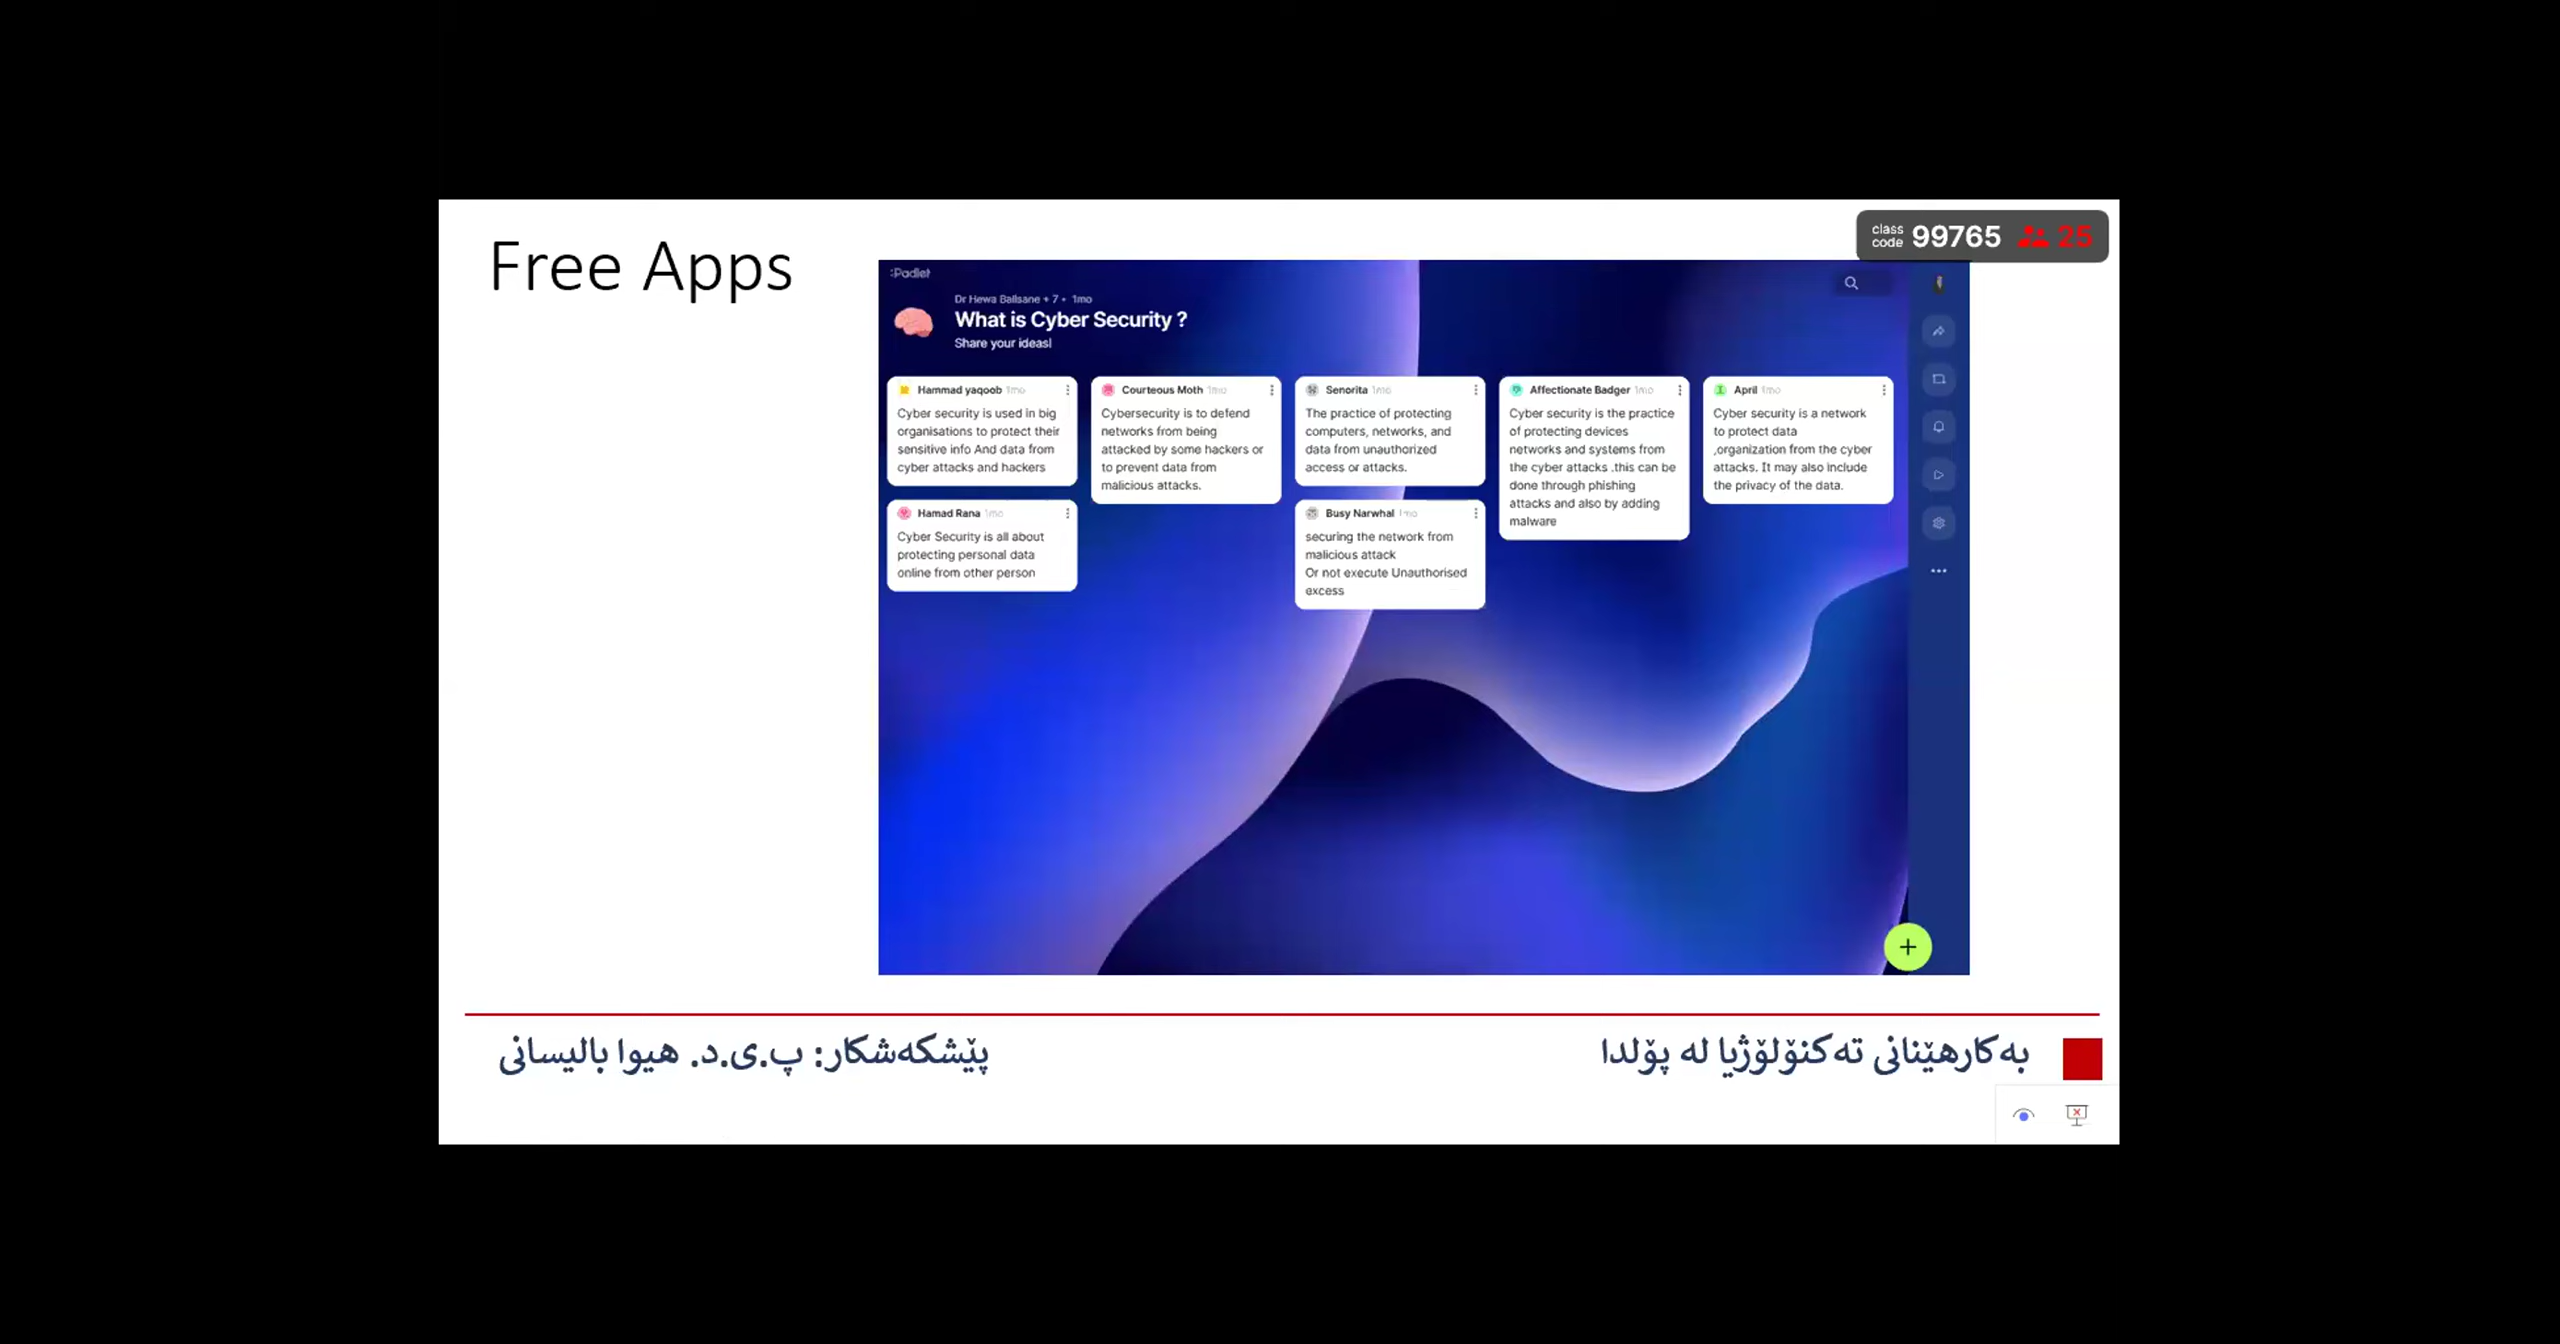 Free Apps
class code 99765 25
:Padlet
Dr Hewa Balisane + 7 • 1mo
What is Cyber Security ?
Share your ideas!
Hammad yaqoob 1mo
Cyber security is used in big
organisations to protect their
sensitive info And data from
cyber attacks and hackers
Hamad Rana 1mo
Cyber Security is all about
protecting personal data
online from other person
Courteous Moth 1mo
Cybersecurity is to defend
networks from being
attacked by some hackers or
to prevent data from
malicious attacks.
Senorita 1mo
The practice of protecting
computers, networks, and
data from unauthorized
access or attacks.
Busy Narwhal 1mo
securing the network from
malicious attack
Or not execute Unauthorised
excess
Affectionate Badger 1mo
Cyber security is the practice
of protecting devices
networks and systems from
the cyber attacks .this can be
done through phishing
attacks and also by adding
malware
April 1mo
Cyber security is a network
to protect data
,organization from the cyber
attacks. It may also include
the privacy of the data.
بەکارهێنانی تەکنۆلۆژیا لە پۆلدا
پێشکەشکار: پ.ی.د. هیوا بالیسانی